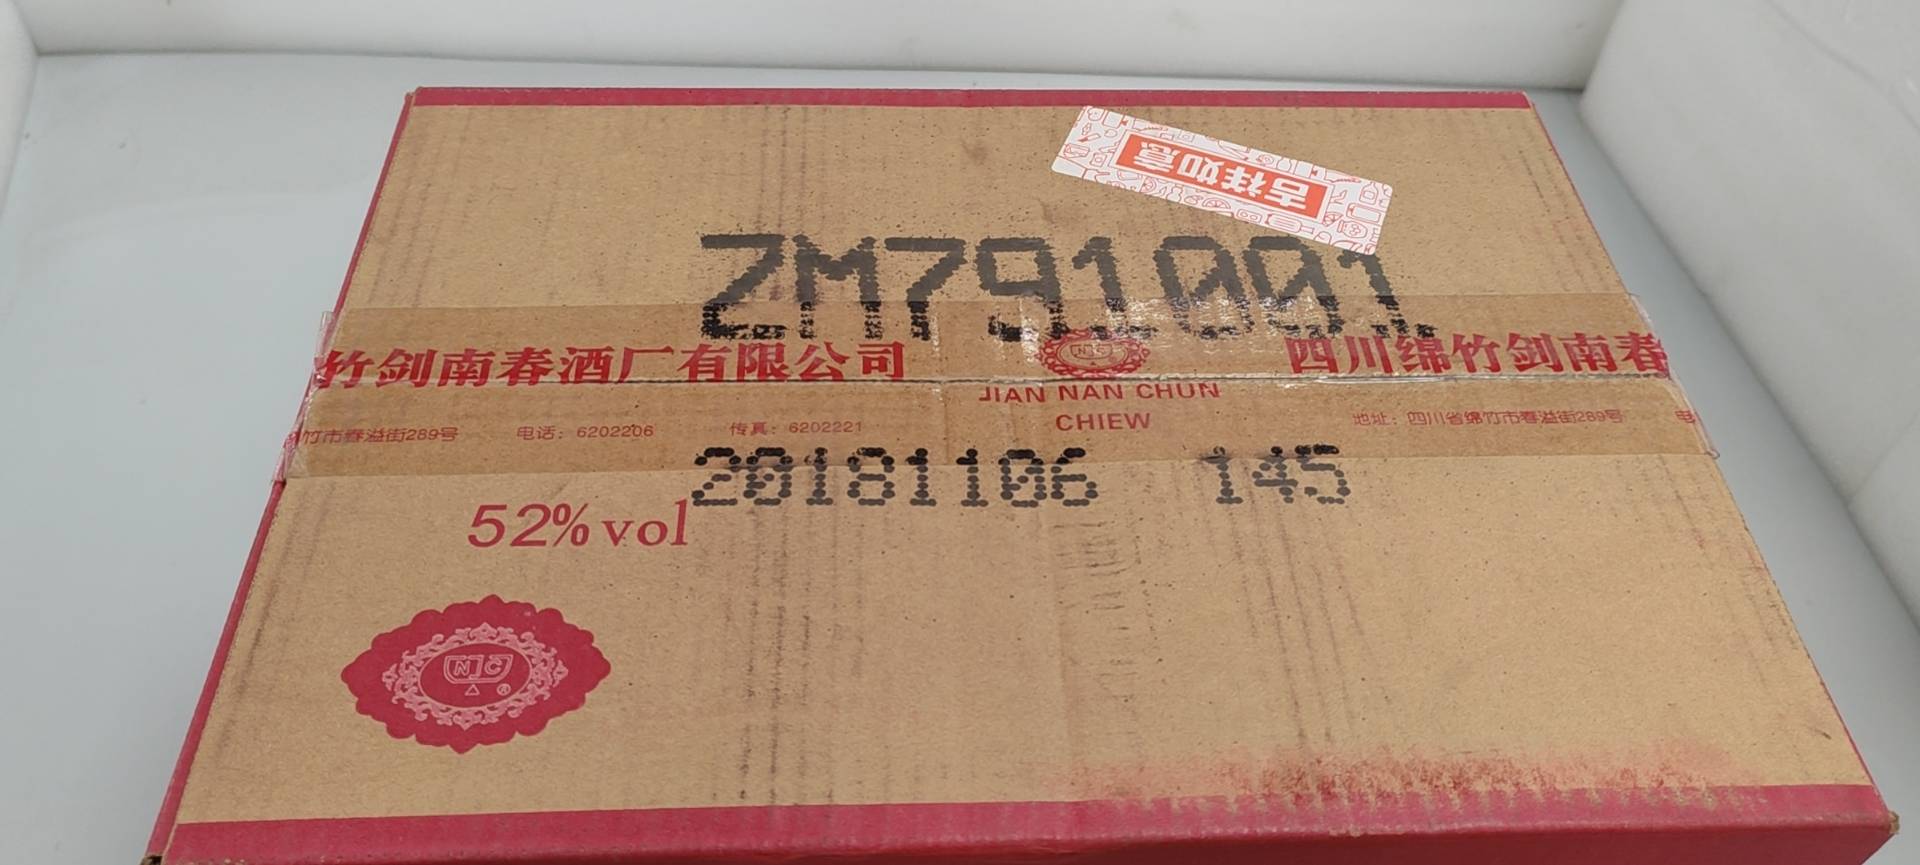 吉祥如意
ZM791001
竹剑南春酒厂有限公司
四川绵竹剑南春
NJC
JIAN NAN CHUN
CHIEW
竹市春溢街289号 电话：6202206 传真：6202221
地址：四川省绵竹市春溢街289号 电
20181106 145
52%vol
NJC
®